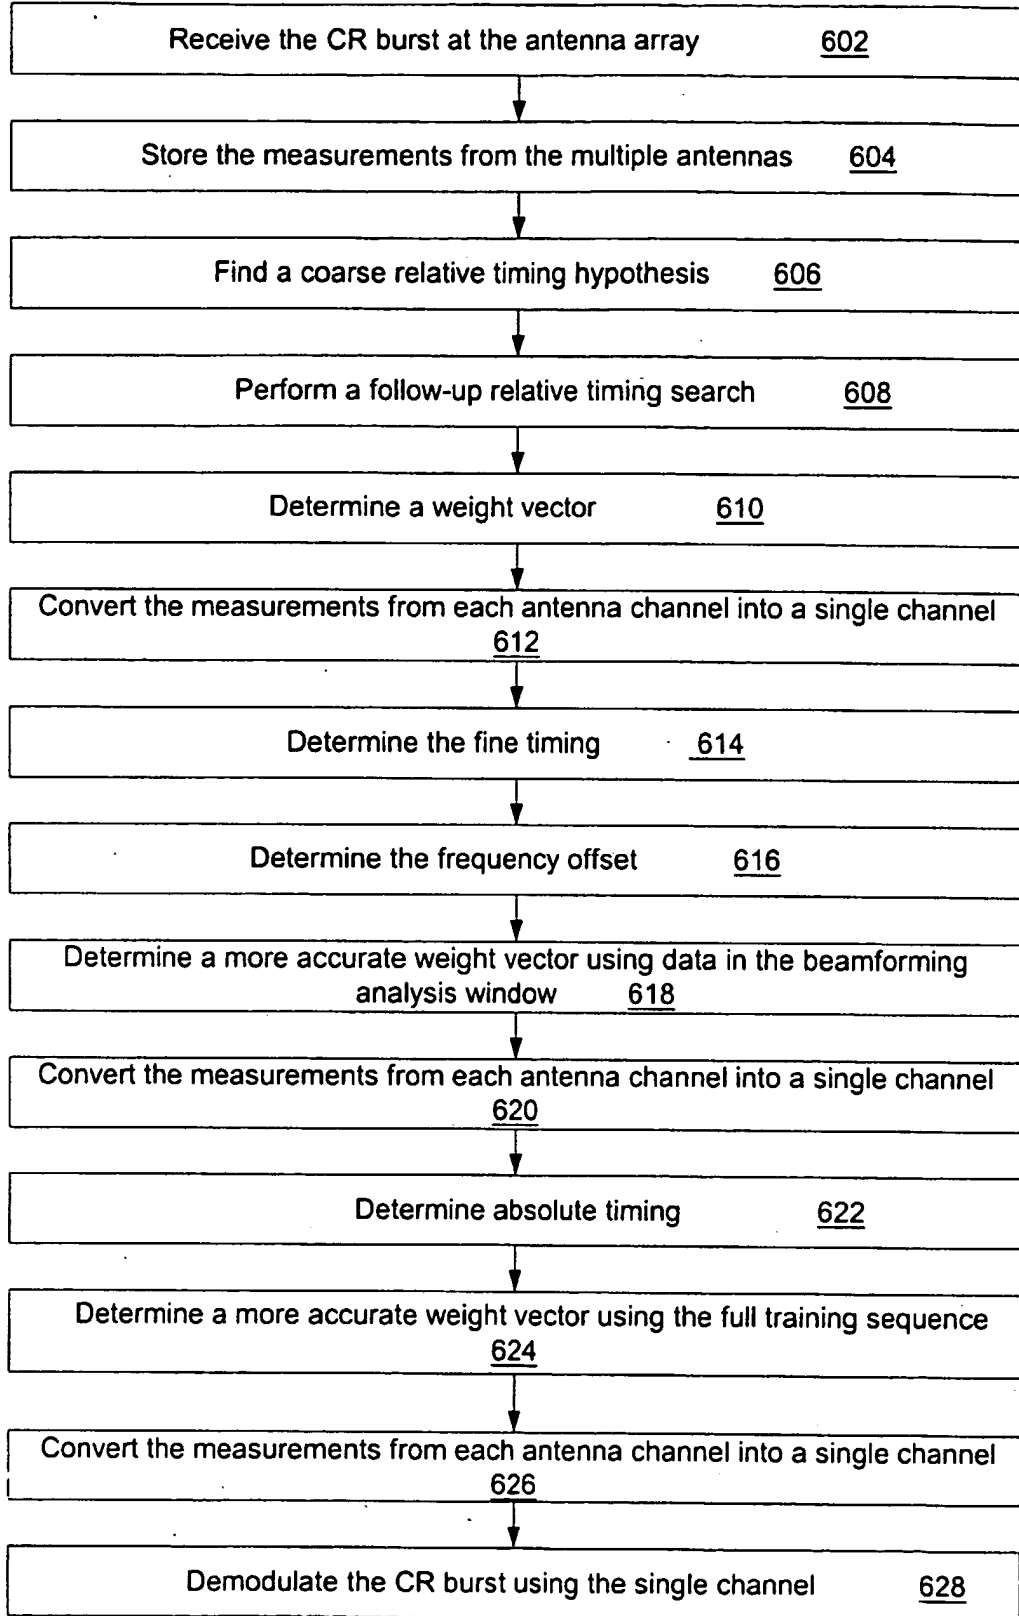 Receive the CR burst at the antenna array 602
Store the measurements from the multiple antennas 604
Find a coarse relative timing hypothesis 606
Perform a follow-up relative timing search 608
Determine a weight vector 610
Convert the measurements from each antenna channel into a single channel
612
Determine the fine timing 614
Determine the frequency offset 616
Determine a more accurate weight vector using data in the beamforming
analysis window 618
Convert the measurements from each antenna channel into a single channel
620
Determine absolute timing 622
Determine a more accurate weight vector using the full training sequence
624
Convert the measurements from each antenna channel into a single channel
626
Demodulate the CR burst using the single channel 628